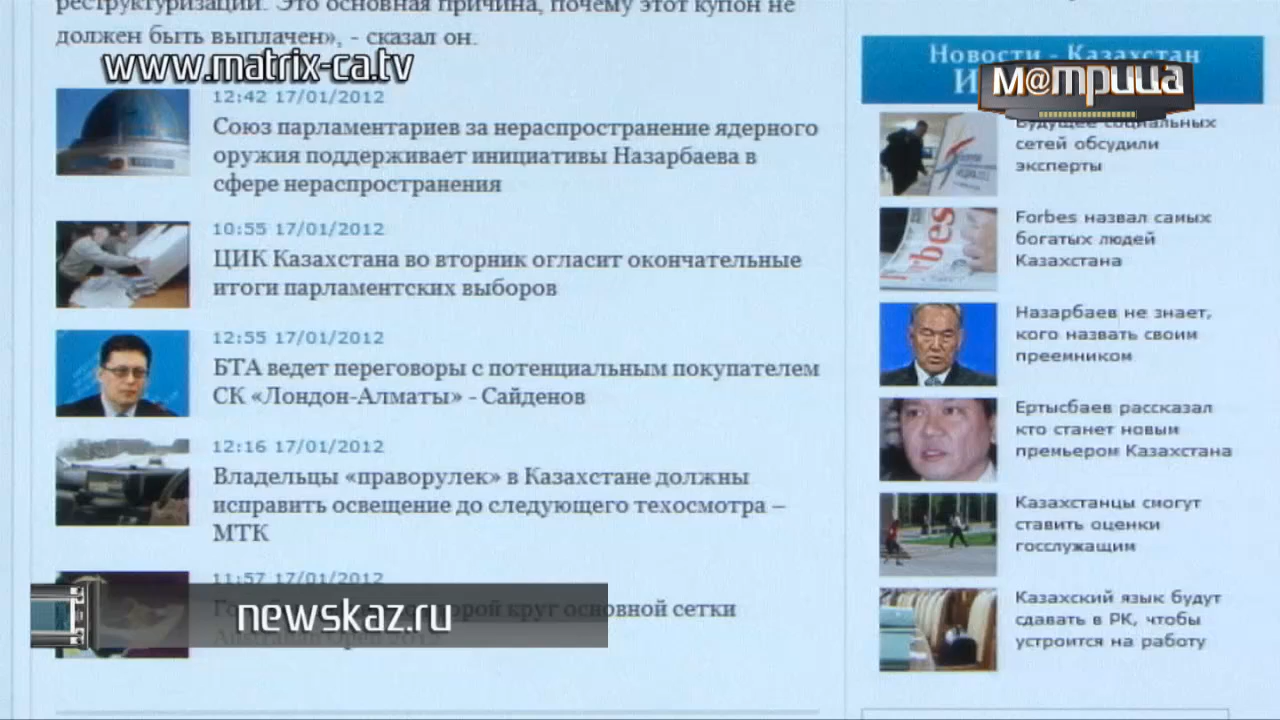 реструктуризации. Это основная причина, почему этот купон не
должен быть выплачен», - сказал он.
www.matrix-ca.tv
12:42 17/01/2012
Союз парламентариев за нераспространение ядерного
оружия поддерживает инициативы Назарбаева в
сфере нераспространения
10:55 17/01/2012
ЦИК Казахстана во вторник огласит окончательные
итоги парламентских выборов
12:55 17/01/2012
БТА ведет переговоры с потенциальным покупателем
СК «Лондон-Алматы» - Сайденов
12:16 17/01/2012
Владельцы «праворулек» в Казахстане должны
исправить освещение до следующего техосмотра –
МТК
11:57 17/01/2012
круг основной сетки
newskaz.ru
Новости - Казахстан
М@трица
Будущее социальных
сетей обсудили
эксперты
Forbes назвал самых
богатых людей
Казахстана
Назарбаев не знает,
кого назвать своим
преемником
Ертысбаев рассказал
кто станет новым
премьером Казахстана
Казахстанцы смогут
ставить оценки
госслужащим
Казахский язык будут
сдавать в РК, чтобы
устроится на работу